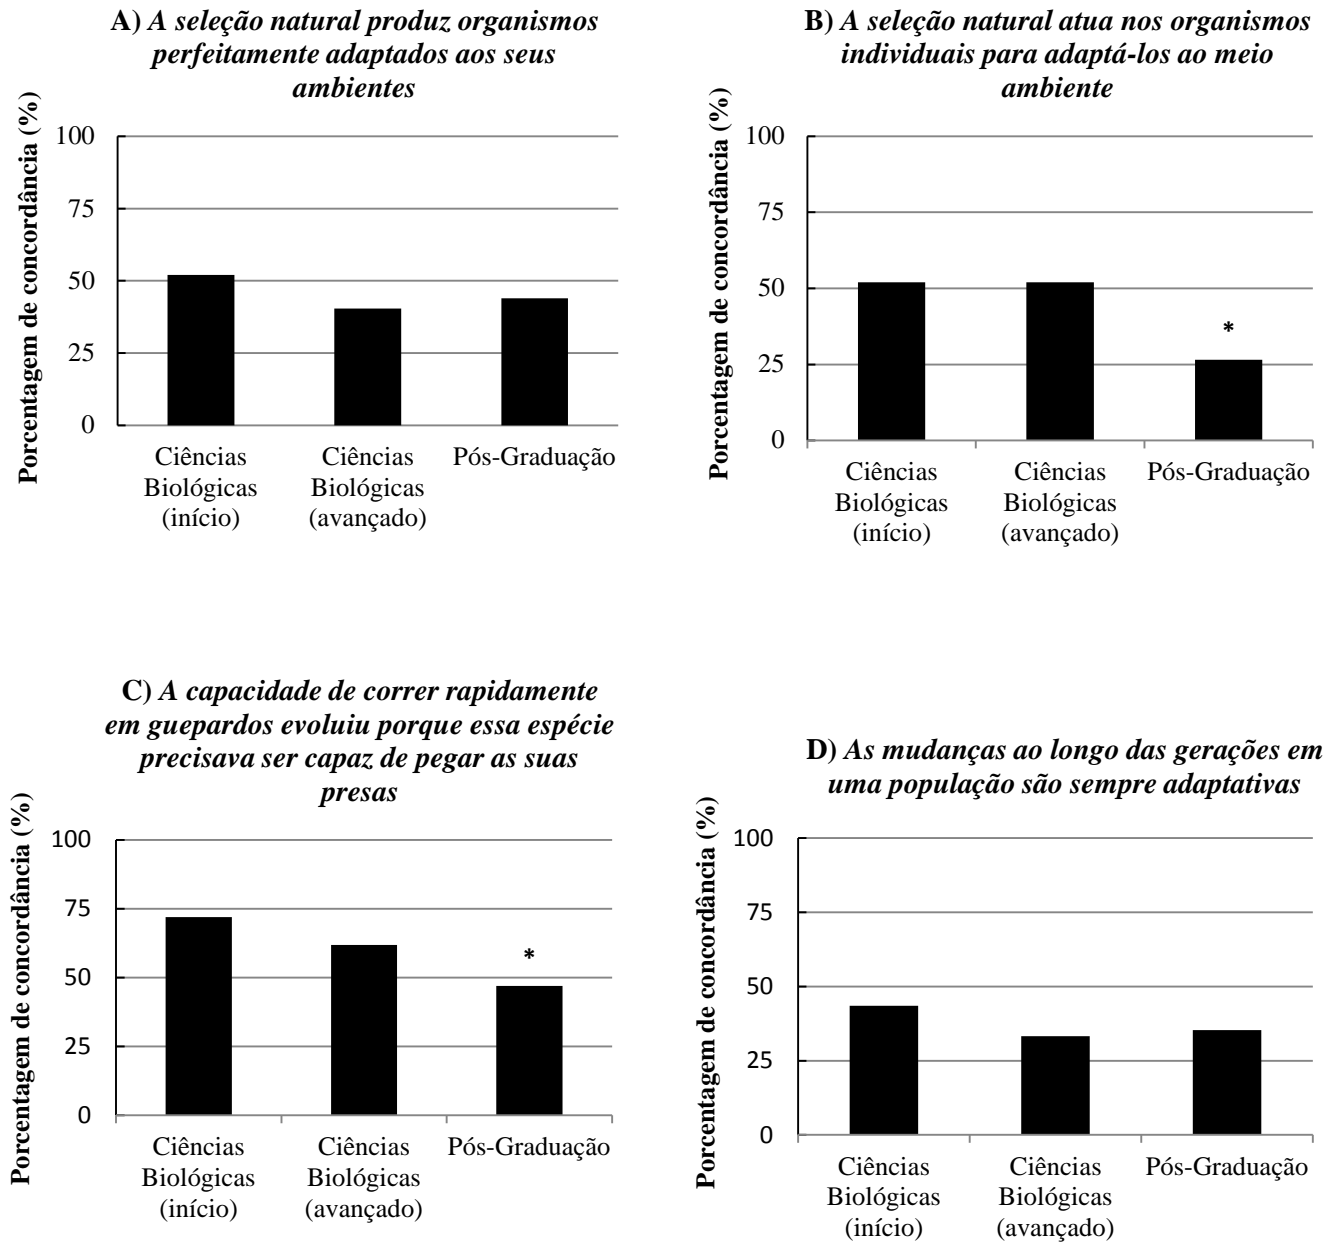 A) A seleção natural produz organismos
perfeitamente adaptados aos seus
ambientes
Porcentagem de concordância (%)
100
75
50
25
0
Ciências
Biológicas
(início)
Ciências
Biológicas
(avançado)
Pós-Graduação
B) A seleção natural atua nos organismos
individuais para adaptá-los ao meio
ambiente
Porcentagem de concordância (%)
100
75
50
25
0
*
Ciências
Biológicas
(início)
Ciências
Biológicas
(avançado)
Pós-Graduação
C) A capacidade de correr rapidamente
em guepardos evoluiu porque essa espécie
precisava ser capaz de pegar as suas
presas
Porcentagem de concordância (%)
100
75
50
25
0
*
Ciências
Biológicas
(início)
Ciências
Biológicas
(avançado)
Pós-Graduação
D) As mudanças ao longo das gerações em
uma população são sempre adaptativas
Porcentagem de concordância (%)
100
75
50
25
0
Ciências
Biológicas
(início)
Ciências
Biológicas
(avançado)
Pós-Graduação